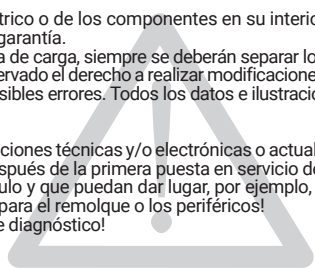 trico o de los componentes en su interio
garantía.
a de carga, siempre se deberán separar lo
ervado el derecho a realizar modificacione
sibles errores. Todos los datos e ilustracio
ciones técnicas y/o electrónicas o actual
spués de la primera puesta en servicio de
ulo y que puedan dar lugar, por ejemplo,
para el remolque o los periféricos!
e diagnóstico!